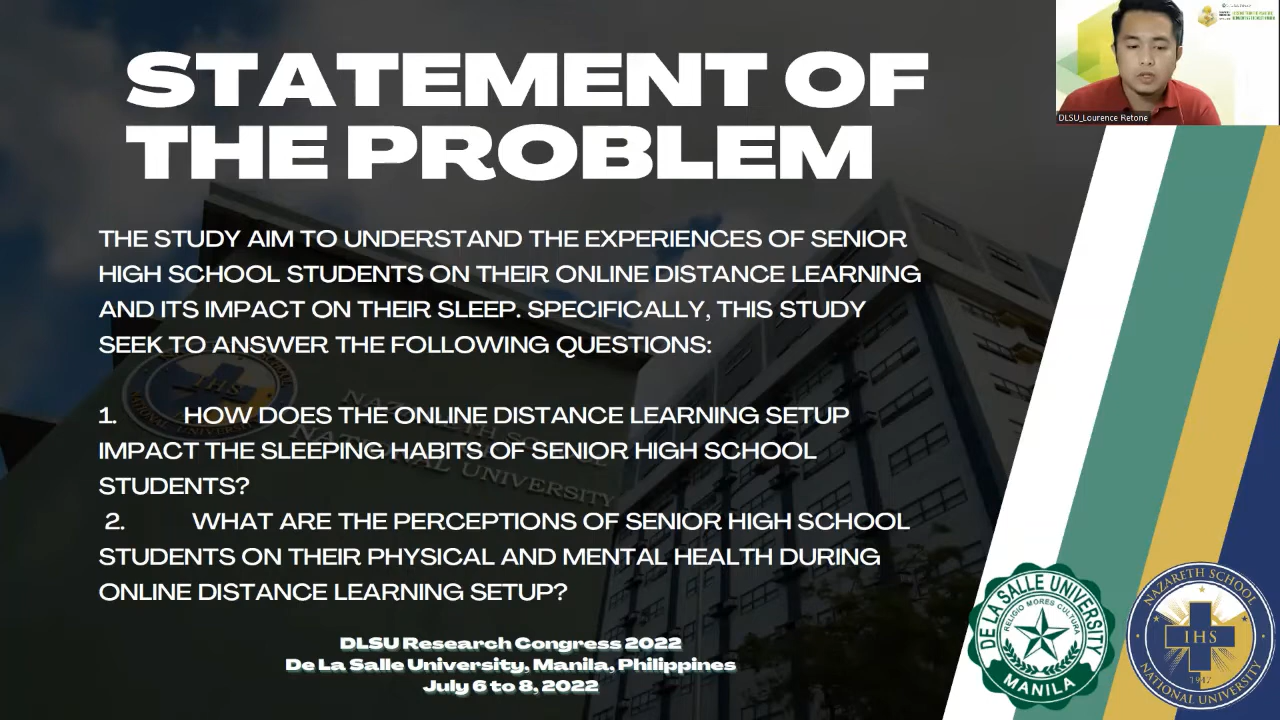 STATEMENT OF
THE PROBLEM
THE STUDY AIM TO UNDERSTAND THE EXPERIENCES OF SENIOR
HIGH SCHOOL STUDENTS ON THEIR ONLINE DISTANCE LEARNING
AND ITS IMPACT ON THEIR SLEEP. SPECIFICALLY, THIS STUDY
SEEK TO ANSWER THE FOLLOWING QUESTIONS:
1. HOW DOES THE ONLINE DISTANCE LEARNING SETUP
IMPACT THE SLEEPING HABITS OF SENIOR HIGH SCHOOL
STUDENTS?
2. WHAT ARE THE PERCEPTIONS OF SENIOR HIGH SCHOOL
STUDENTS ON THEIR PHYSICAL AND MENTAL HEALTH DURING
ONLINE DISTANCE LEARNING SETUP?
DLSU Research Congress 2022
De La Salle University, Manila, Philippines
July 6 to 8, 2022
DLSU_Lourence Retone
NAZARETH SCHOOL
NATIONAL UNIVERSITY
IHS
DE LA SALLE UNIVERSITY
RELIGIO MORES CULTURA
MANILA
NAZARETH SCHOOL
IHS
NATIONAL UNIVERSITY